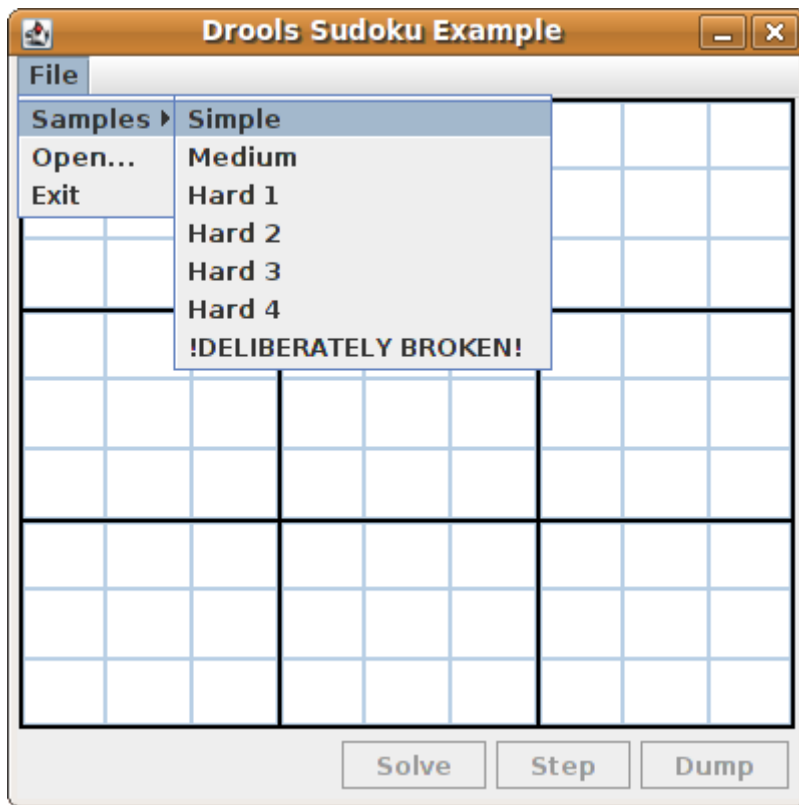 Drools Sudoku Example
File
Samples
Simple
Open...
Medium
Exit
Hard 1
Hard 2
Hard 3
Hard 4
!DELIBERATELY BROKEN!
Solve
Step
Dump